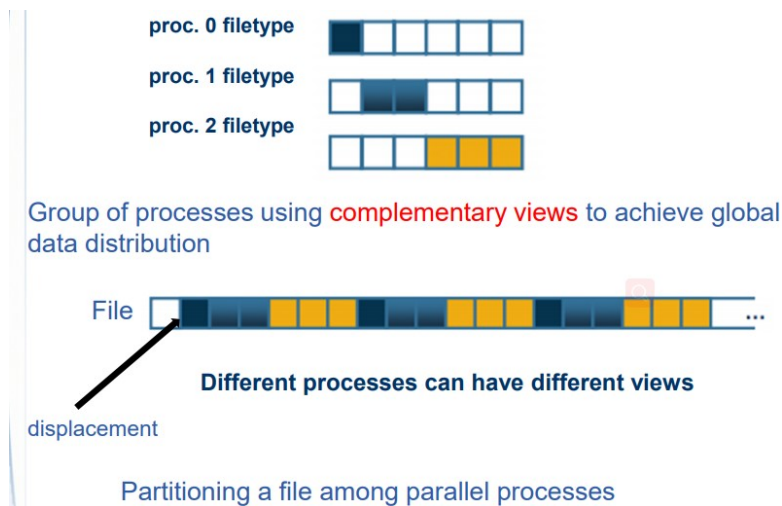 proc. 0 filetype
proc. 1 filetype
proc. 2 filetype
Group of processes using complementary views to achieve global
data distribution
File
...
Different processes can have different views
displacement
Partitioning a file among parallel processes